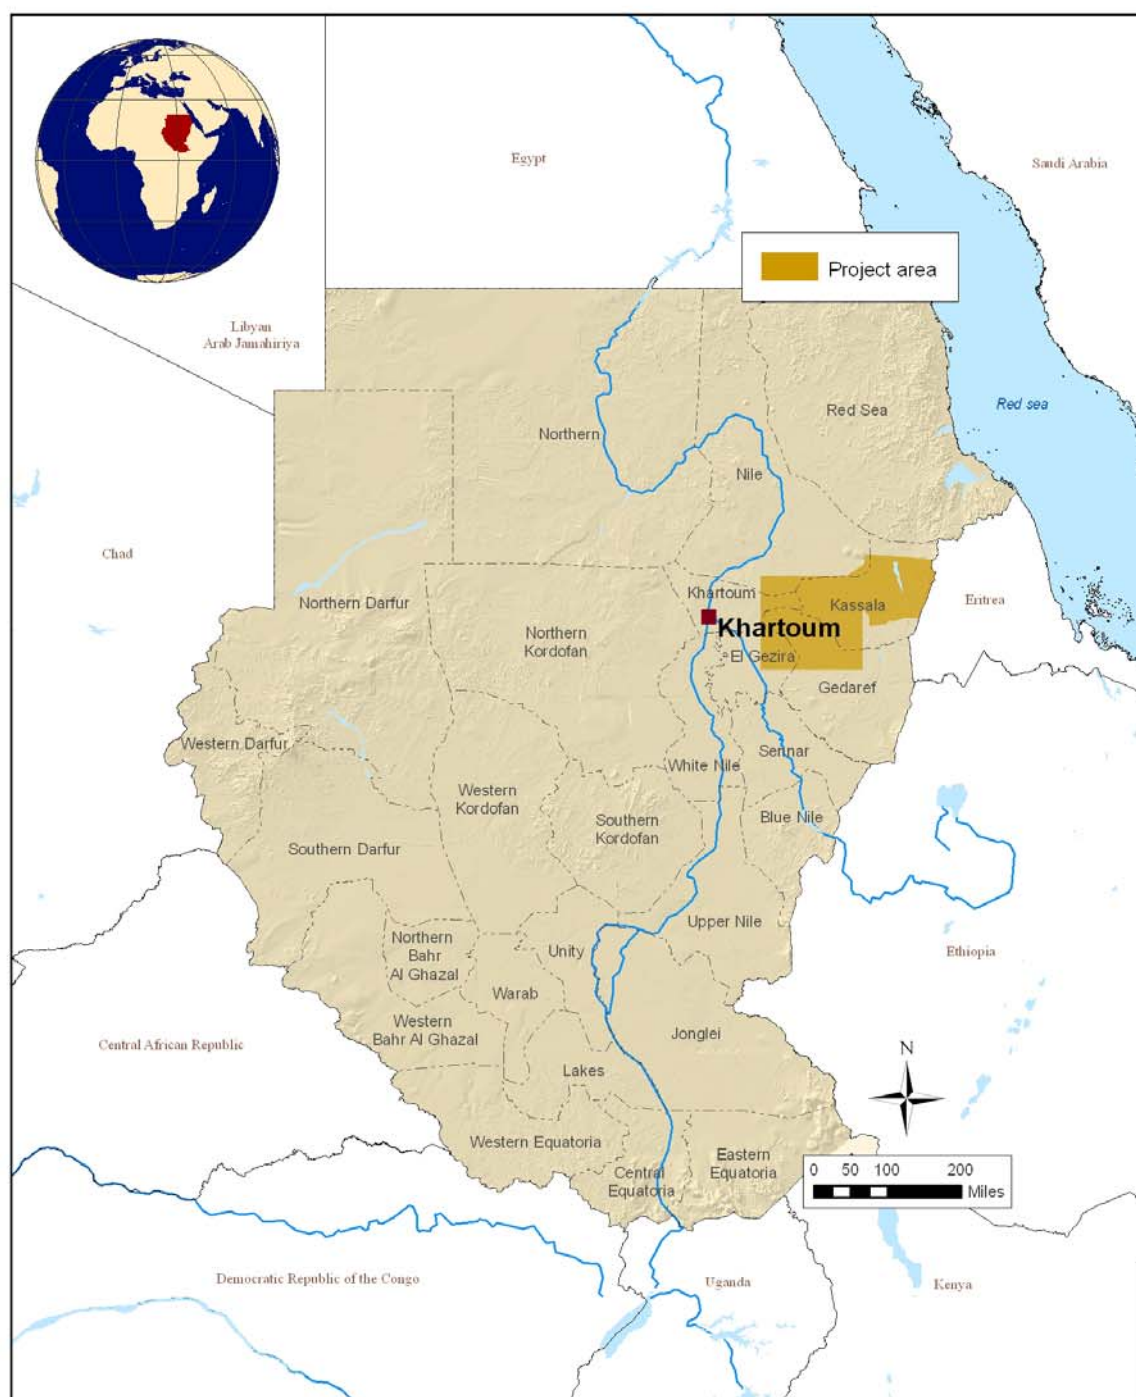 Egypt
Saudi Arabia
Project area
Libyan
Arab Jamahiriya
Red Sea
Red sea
Northern
Nile
Chad
Khartoum
Kassala
Eritrea
Northern Darfur
Khartoum
Northern
Kordofan
El Gezira
Gedaref
Western Darfur
White Nile
Sennar
Western
Kordofan
Southern
Kordofan
Blue Nile
Southern Darfur
Upper Nile
Northern
Bahr
Al Ghazal
Unity
Ethiopia
Warab
Western
Bahr Al Ghazal
Jonglei
Central African Republic
N
Lakes
Western Equatoria
Eastern
Equatoria
Central
Equatoria
0 50 100 200
Miles
Democratic Republic of the Congo
Uganda
Kenya